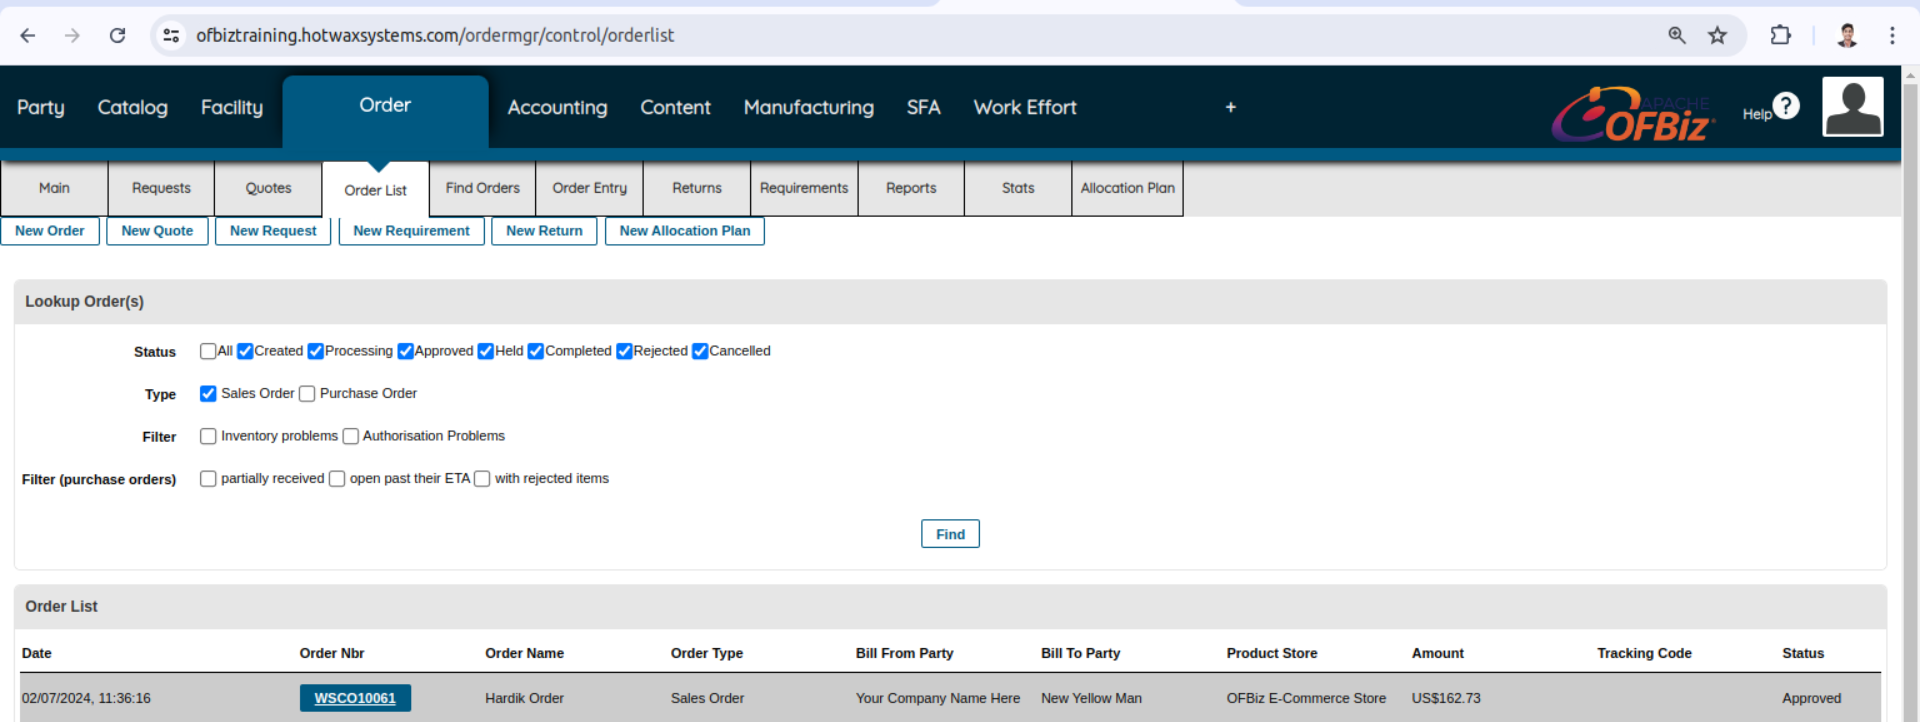 ofbiztraining.hotwaxsystems.com/ordermgr/control/orderlist
Party Catalog Facility Order Accounting Content Manufacturing SFA Work Effort + APACHE OFBiz Help ?
Main Requests Quotes Order List Find Orders Order Entry Returns Requirements Reports Stats Allocation Plan
New Order New Quote New Request New Requirement New Return New Allocation Plan
Lookup Order(s)
Status All Created Processing Approved Held Completed Rejected Cancelled
Type Sales Order Purchase Order
Filter Inventory problems Authorisation Problems
Filter (purchase orders) partially received open past their ETA with rejected items
Find
Order List
Date Order Nbr Order Name Order Type Bill From Party Bill To Party Product Store Amount Tracking Code Status
02/07/2024, 11:36:16 WSCO10061 Hardik Order Sales Order Your Company Name Here New Yellow Man OFBiz E-Commerce Store US$162.73 Approved